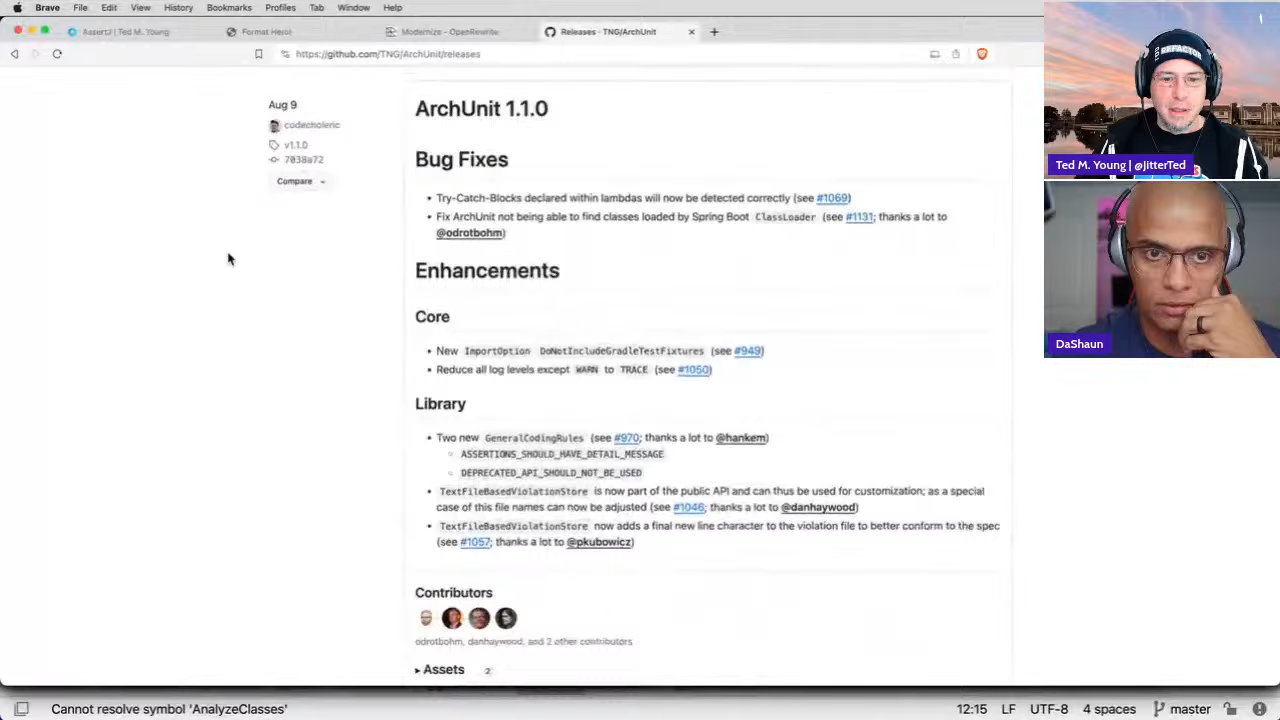 Brave File Edit View History Bookmarks Profiles Tab Window Help
AssertJ | Ted M. Young
Format Hero!
Modernize - OpenRewrite
Releases · TNG/ArchUnit
https://github.com/TNG/ArchUnit/releases
REFACTOR
Ted M. Young | @JitterTed
DaShaun
Aug 9
codecholeric
v1.1.0
7038a72
Compare
ArchUnit 1.1.0
Bug Fixes
Try-Catch-Blocks declared within lambdas will now be detected correctly (see #1069)
Fix ArchUnit not being able to find classes loaded by Spring Boot ClassLoader (see #1131; thanks a lot to
@odrotbohm)
Enhancements
Core
New ImportOption DoNotIncludeGradleTestFixtures (see #949)
Reduce all log levels except WARN to TRACE (see #1050)
Library
Two new GeneralCodingRules (see #970; thanks a lot to @hankem)
ASSERTIONS_SHOULD_HAVE_DETAIL_MESSAGE
DEPRECATED_API_SHOULD_NOT_BE_USED
TextFileBasedViolationStore is now part of the public API and can thus be used for customization; as a special
case of this file names can now be adjusted (see #1046; thanks a lot to @danhaywood)
TextFileBasedViolationStore now adds a final new line character to the violation file to better conform to the spec
(see #1057; thanks a lot to @pkubowicz)
Contributors
odrotbohm, danhaywood, and 2 other contributors
Assets 2
Cannot resolve symbol 'AnalyzeClasses'
12:15 LF UTF-8 4 spaces master